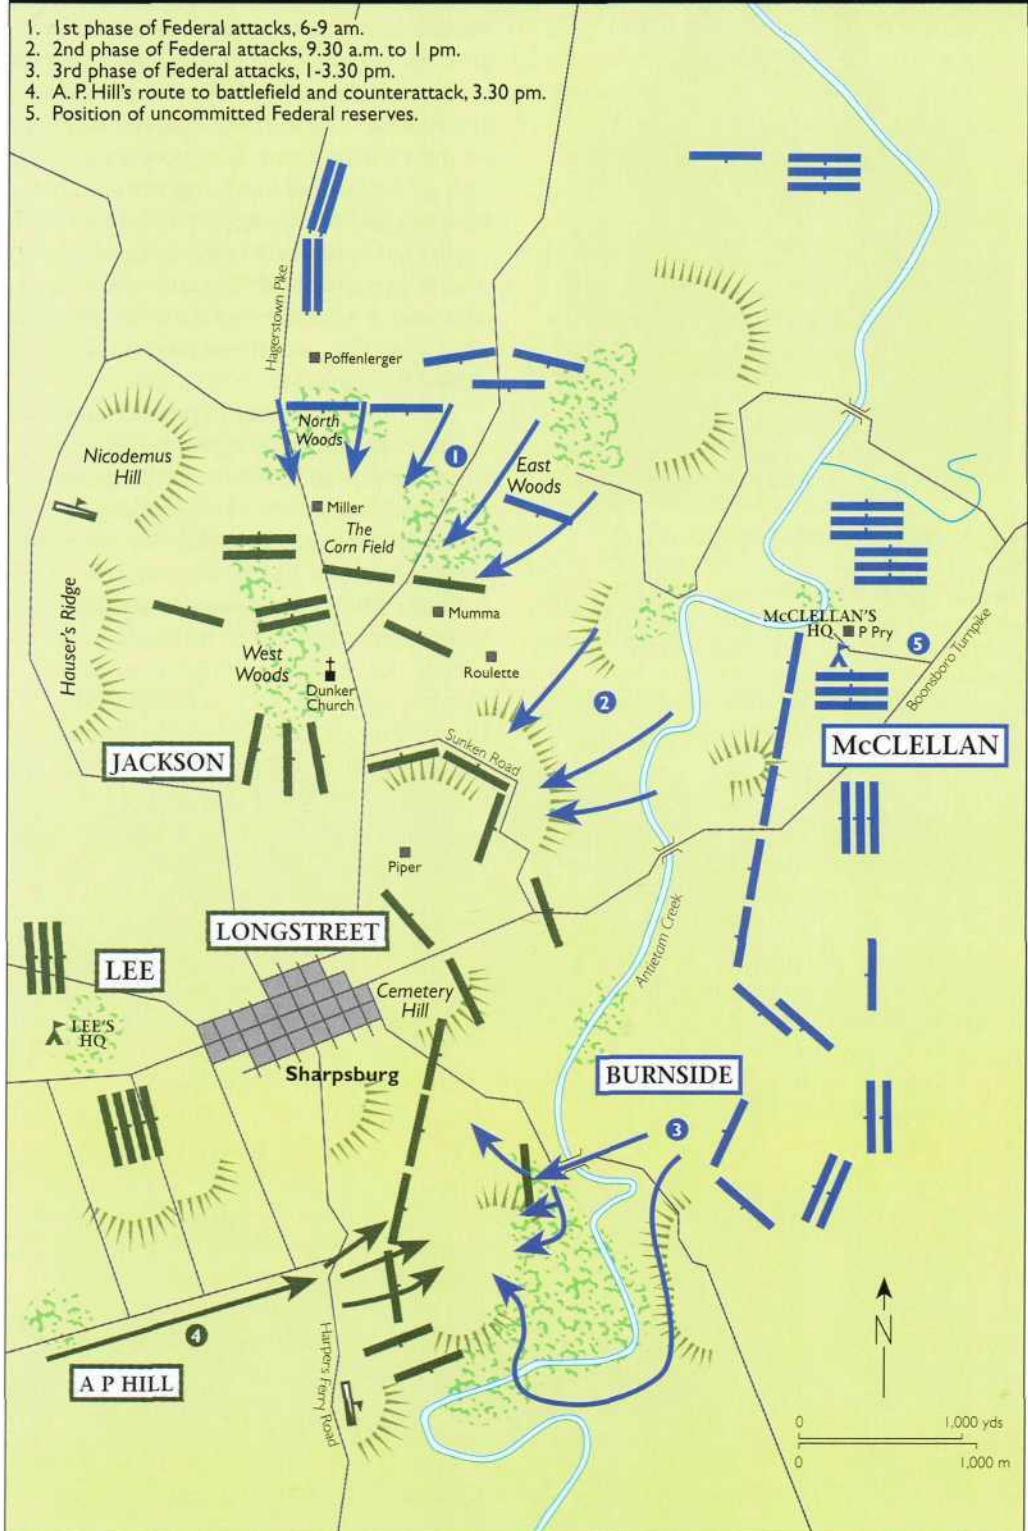 1. 1st phase of Federal attacks, 6-9 am.
2. 2nd phase of Federal attacks, 9.30 a.m. to 1 pm.
3. 3rd phase of Federal attacks, 1-3.30 pm.
4. A. P. Hill's route to battlefield and counterattack, 3.30 pm.
5. Position of uncommitted Federal reserves.
Hagerstown Pike
Poffenlerger
North
Woods
1
Nicodemus
Hill
East
Woods
Miller
The
Corn Field
Hauser's Ridge
Mumma
McCLELLAN'S
HQ
P Pry
5
Boonsboro Turnpike
West
Woods
Roulette
Dunker
Church
2
JACKSON
Sunken Road
McCLELLAN
Piper
Antietam Creek
LONGSTREET
LEE
Cemetery
Hill
LEE'S
HQ
Sharpsburg
BURNSIDE
3
4
A P HILL
Harpers Ferry Road
N
0 1,000 yds
0 1,000 m